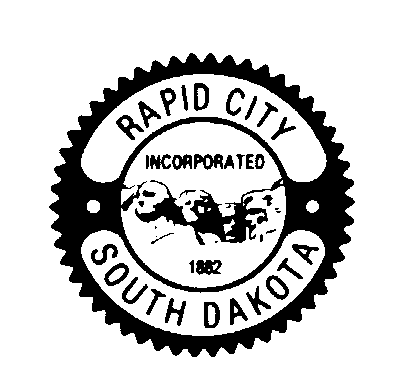 RAPID CITY
INCORPORATED
1882
SOUTH DAKOTA